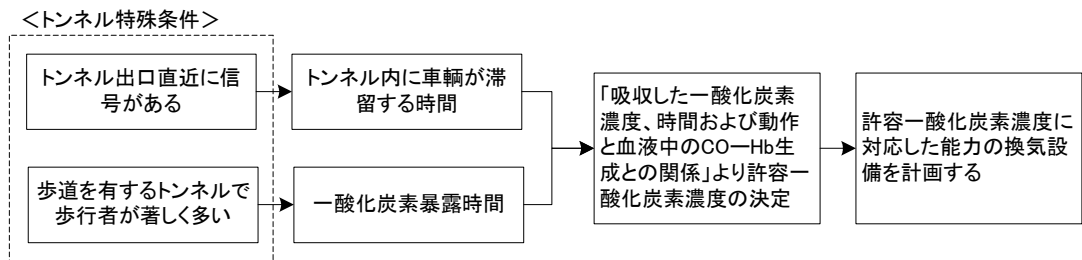 ＜トンネル特殊条件＞
トンネル出口直近に信
号がある
トンネル内に車輌が滞
留する時間
「吸収した一酸化炭素
濃度、時間および動作
と血液中のCO－Hb生
成との関係」より許容一
酸化炭素濃度の決定
許容一酸化炭素濃度に
対応した能力の換気設
備を計画する
歩道を有するトンネルで
歩行者が著しく多い
一酸化炭素暴露時間